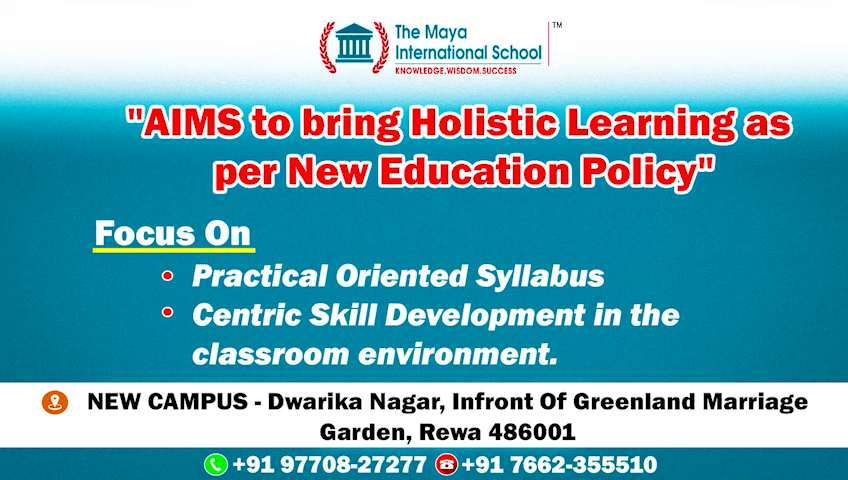 The Maya
International School
TM
KNOWLEDGE.WISDOM.SUCCESS
"AIMS to bring Holistic Learning as
per New Education Policy"
Focus On
• Practical Oriented Syllabus
• Centric Skill Development in the
classroom environment.
NEW CAMPUS - Dwarika Nagar, Infront Of Greenland Marriage
Garden, Rewa 486001
+91 97708-27277 +91 7662-355510